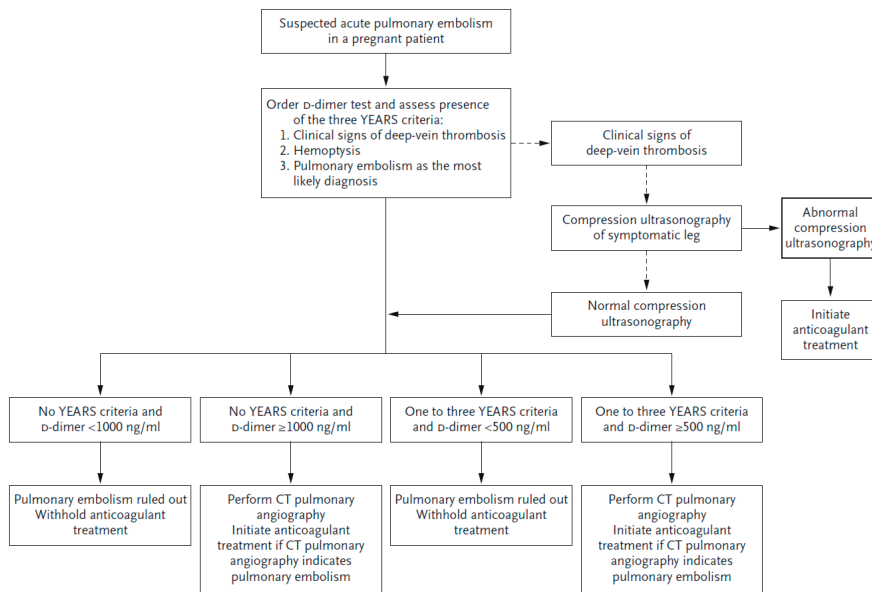 Suspected acute pulmonary embolism
in a pregnant patient
Order D-dimer test and assess presence
of the three YEARS criteria:
1. Clinical signs of deep-vein thrombosis
2. Hemoptysis
3. Pulmonary embolism as the most
likely diagnosis
Clinical signs of
deep-vein thrombosis
Compression ultrasonography
of symptomatic leg
Abnormal
compression
ultrasonography
Normal compression
ultrasonography
Initiate
anticoagulant
treatment
No YEARS criteria and
D-dimer <1000 ng/ml
No YEARS criteria and
D-dimer ≥1000 ng/ml
One to three YEARS criteria
and D-dimer <500 ng/ml
One to three YEARS criteria
and D-dimer ≥500 ng/ml
Pulmonary embolism ruled out
Withhold anticoagulant
treatment
Perform CT pulmonary
angiography
Initiate anticoagulant
treatment if CT pulmonary
angiography indicates
pulmonary embolism
Pulmonary embolism ruled out
Withhold anticoagulant
treatment
Perform CT pulmonary
angiography
Initiate anticoagulant
treatment if CT pulmonary
angiography indicates
pulmonary embolism